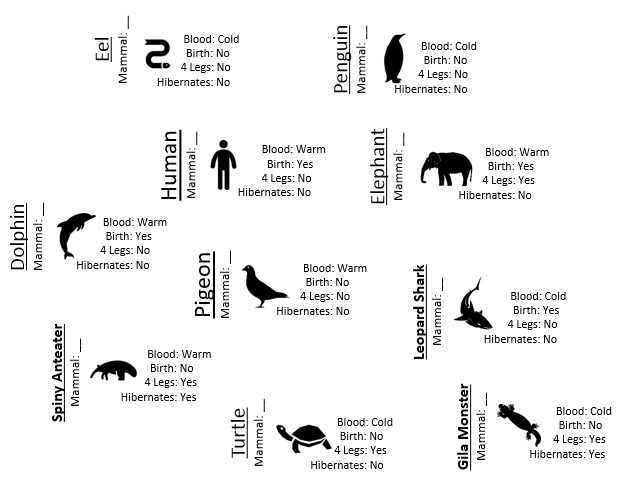 Eel
Mammal: __
Blood: Cold
Birth: No
4 Legs: No
Hibernates: No
Penguin
Mammal: __
Blood: Cold
Birth: No
4 Legs: No
Hibernates: No
Human
Mammal: __
Blood: Warm
Birth: Yes
4 Legs: No
Hibernates: No
Elephant
Mammal: __
Blood: Warm
Birth: Yes
4 Legs: Yes
Hibernates: No
Dolphin
Mammal: __
Blood: Warm
Birth: Yes
4 Legs: No
Hibernates: No
Pigeon
Mammal: __
Blood: Warm
Birth: No
4 Legs: No
Hibernates: No
Leopard Shark
Mammal: __
Blood: Cold
Birth: Yes
4 Legs: No
Hibernates: No
Spiny Anteater
Mammal: __
Blood: Warm
Birth: No
4 Legs: Yes
Hibernates: Yes
Turtle
Mammal: __
Blood: Cold
Birth: No
4 Legs: Yes
Hibernates: No
Gila Monster
Mammal: __
Blood: Cold
Birth: No
4 Legs: Yes
Hibernates: Yes